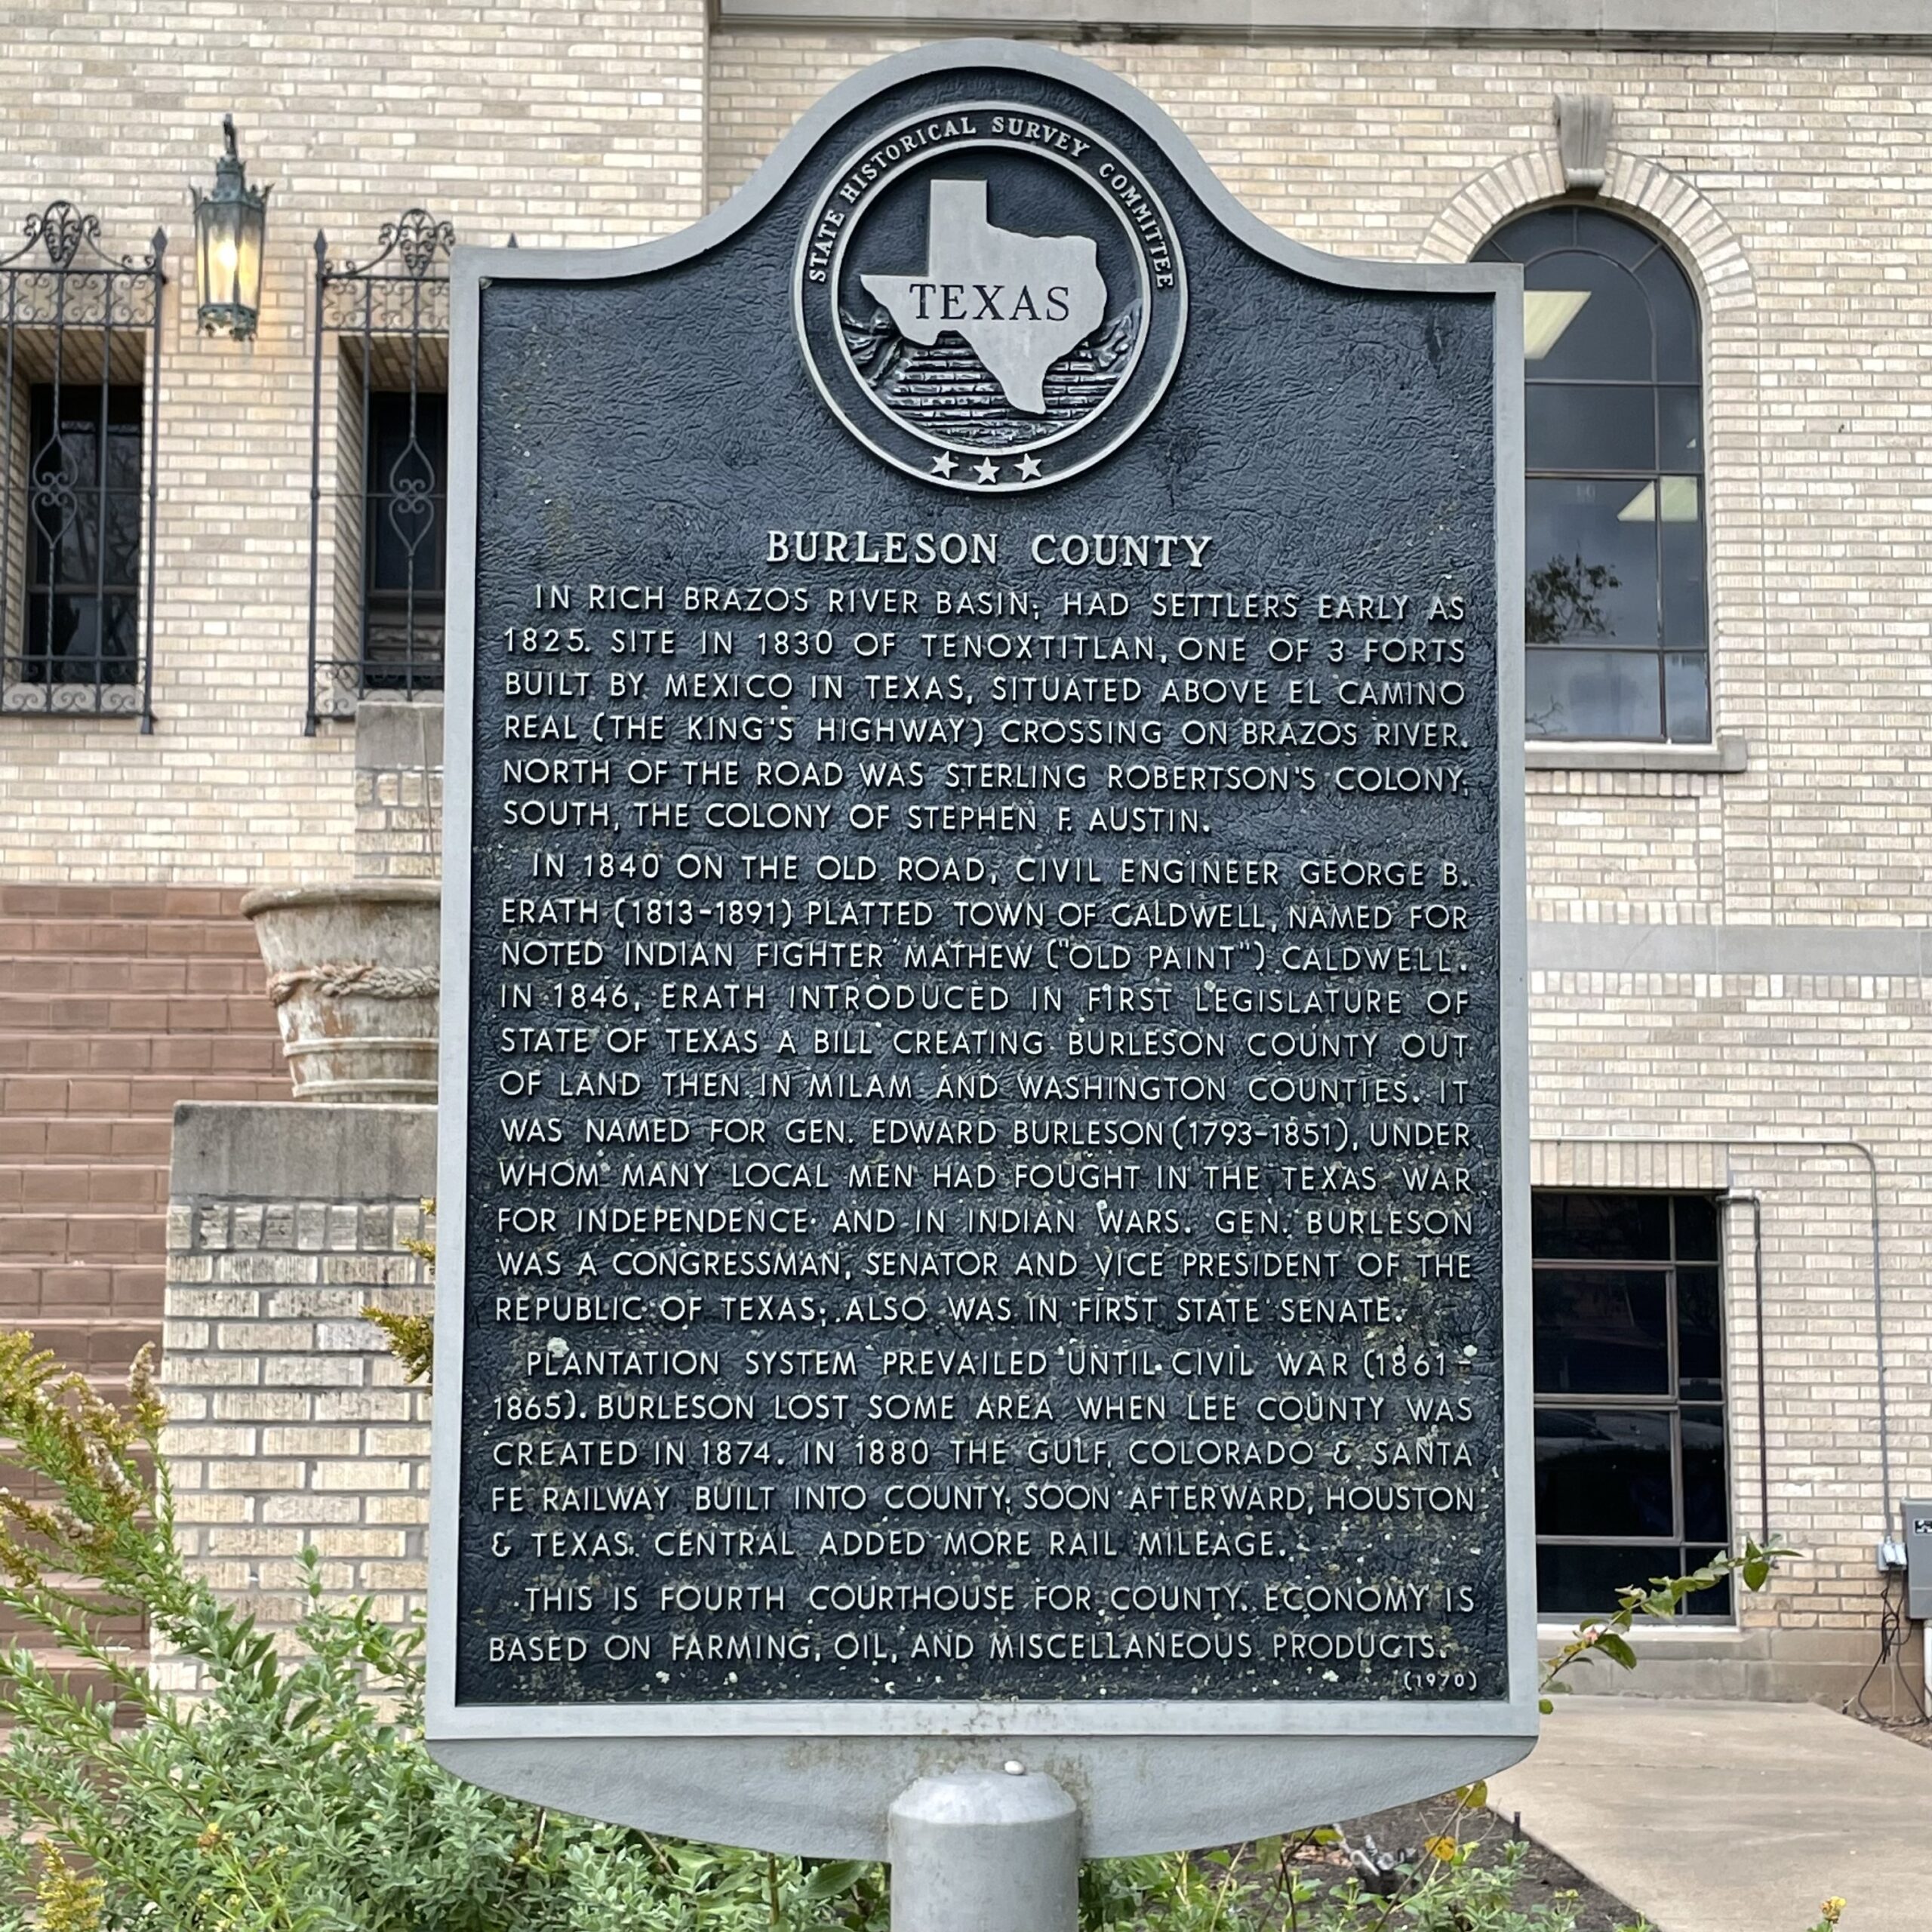 STATE HISTORICAL SURVEY COMMITTEE
TEXAS
BURLESON COUNTY
IN RICH BRAZOS RIVER BASIN; HAD SETTLERS EARLY AS
1825. SITE IN 1830 OF TENOXTITLAN, ONE OF 3 FORTS
BUILT BY MEXICO IN TEXAS, SITUATED ABOVE EL CAMINO
REAL (THE KING'S HIGHWAY) CROSSING ON BRAZOS RIVER.
NORTH OF THE ROAD WAS STERLING ROBERTSON'S COLONY;
SOUTH, THE COLONY OF STEPHEN F. AUSTIN.
IN 1840 ON THE OLD ROAD, CIVIL ENGINEER GEORGE B.
ERATH (1813-1891) PLATTED TOWN OF CALDWELL, NAMED FOR
NOTED INDIAN FIGHTER MATHEW ("OLD PAINT") CALDWELL.
IN 1846, ERATH INTRODUCED IN FIRST LEGISLATURE OF
STATE OF TEXAS A BILL CREATING BURLESON COUNTY OUT
OF LAND THEN IN MILAM AND WASHINGTON COUNTIES. IT
WAS NAMED FOR GEN. EDWARD BURLESON (1793-1851), UNDER
WHOM MANY LOCAL MEN HAD FOUGHT IN THE TEXAS WAR
FOR INDEPENDENCE AND IN INDIAN WARS. GEN. BURLESON
WAS A CONGRESSMAN, SENATOR AND VICE PRESIDENT OF THE
REPUBLIC OF TEXAS; ALSO WAS IN FIRST STATE SENATE.
PLANTATION SYSTEM PREVAILED UNTIL CIVIL WAR (1861-
1865). BURLESON LOST SOME AREA WHEN LEE COUNTY WAS
CREATED IN 1874. IN 1880 THE GULF, COLORADO & SANTA
FE RAILWAY BUILT INTO COUNTY; SOON AFTERWARD, HOUSTON
& TEXAS CENTRAL ADDED MORE RAIL MILEAGE.
THIS IS FOURTH COURTHOUSE FOR COUNTY. ECONOMY IS
BASED ON FARMING, OIL, AND MISCELLANEOUS PRODUCTS.
(1970)